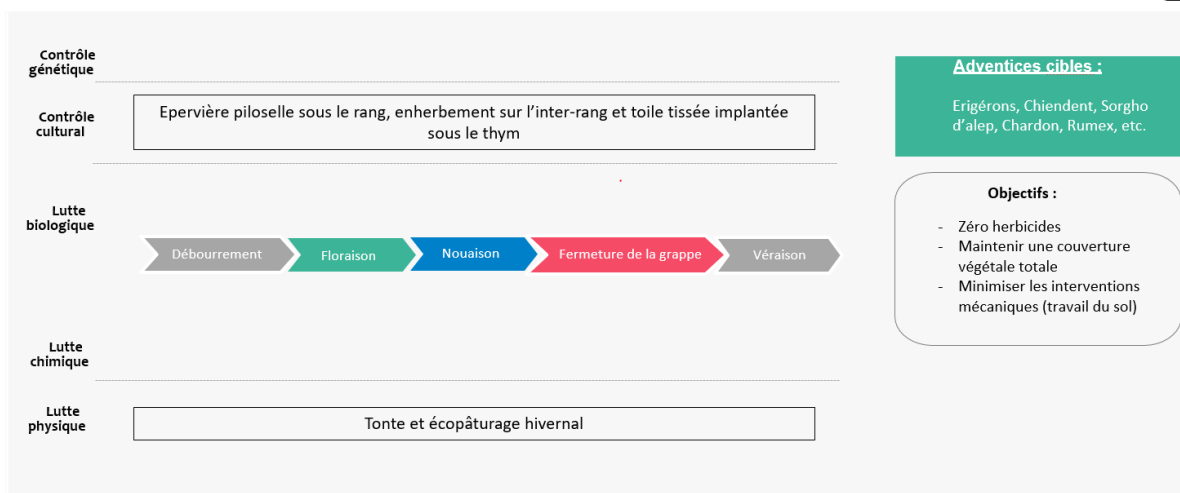 Contrôle
génétique
Contrôle
cultural
Epervière piloselle sous le rang, enherbement sur l'inter-rang et toile tissée implantée
sous le thym
Lutte
biologique
Débourrement
Floraison
Nouaison
Fermeture de la grappe
Véraison
Lutte
chimique
Lutte
physique
Tonte et écopâturage hivernal
Adventices cibles :
Erigérons, Chiendent, Sorgho
d'alep, Chardon, Rumex, etc.
Objectifs :
- Zéro herbicides
- Maintenir une couverture
végétale totale
- Minimiser les interventions
mécaniques (travail du sol)